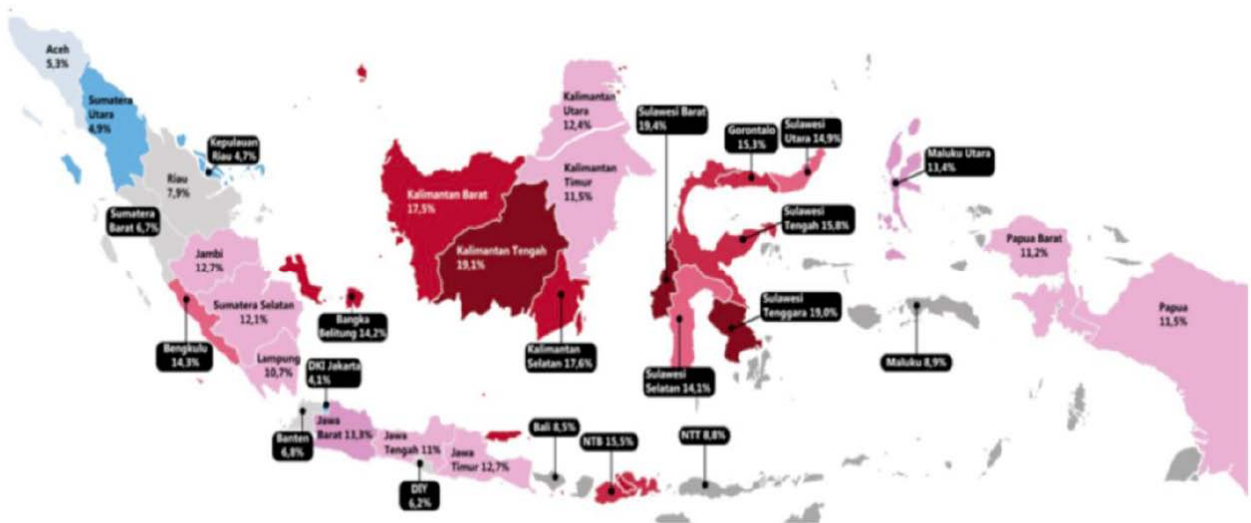 Aceh
5,3%
Sumatera
Utara
4,9%
Kepulauan
Riau 4,7%
Riau
7,9%
Sumatera
Barat 6,7%
Jambi
12,7%
Sumatera Selatan
12,1%
Bengkulu
14,3%
Lampung
10,7%
Bangka
Belitung 14,2%
DKI Jakarta
4,1%
Banten
6,8%
Jawa
Barat 13,3%
Jawa
Tengah 11%
DIY
6,2%
Jawa
Timur 12,7%
Bali 8,5%
NTB 15,5%
NTT 8,8%
Kalimantan Barat
17,5%
Kalimantan Tengah
19,1%
Kalimantan
Selatan 17,6%
Kalimantan
Timur
11,5%
Kalimantan
Utara
12,4%
Sulawesi Barat
19,4%
Gorontalo
15,3%
Sulawesi
Utara 14,9%
Sulawesi
Tengah 15,8%
Sulawesi
Tenggara 19,0%
Sulawesi
Selatan 14,1%
Maluku Utara
13,4%
Maluku 8,9%
Papua Barat
11,2%
Papua
11,5%